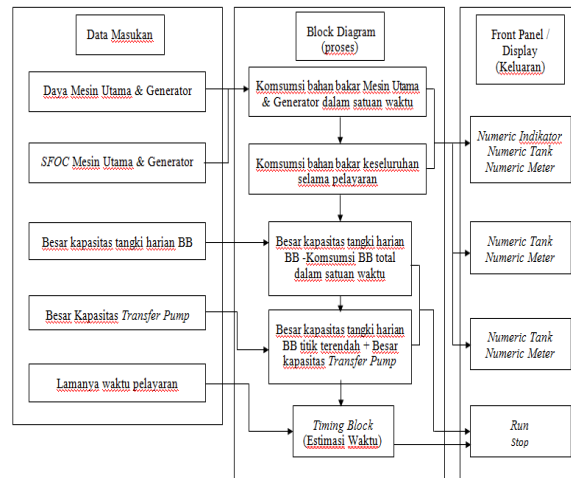 Data Masukan
Daya Mesin Utama & Generator
SFOC Mesin Utama & Generator
Besar kapasitas tangki harian BB
Besar Kapasitas Transfer Pump
Lamanya waktu pelayaran
Block Diagram
(proses)
Komsumsi bahan bakar Mesin Utama
& Generator dalam satuan waktu
Komsumsi bahan bakar keseluruhan
selama pelayaran
Besar kapasitas tangki harian
BB -Komsumsi BB total
dalam satuan waktu
Besar kapasitas tangki harian
BB titik terendah + Besar
kapasitas Transfer Pump
Timing Block
(Estimasi Waktu)
Front Panel /
Display
(Keluaran)
Numeric Indikator
Numeric Tank
Numeric Meter
Numeric Tank
Numeric Meter
Numeric Tank
Numeric Meter
Run
Stop